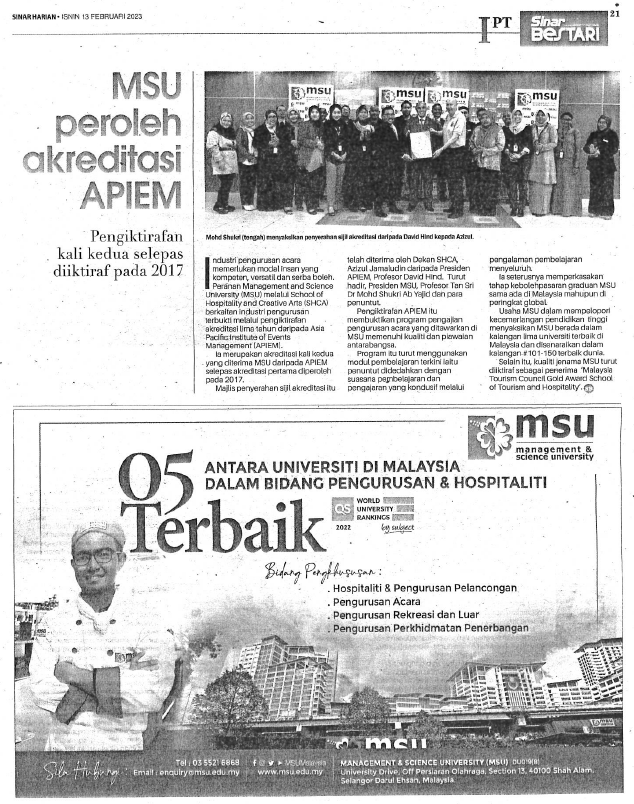 SINAR HARIAN • ISNIN 13 FEBRUARI 2023
IPT
Sinar
BESTARI
21
MSU
peroleh
akreditasi
APIEM
Pengiktirafan
kali kedua selepas
diiktiraf pada 2017
msu
msu
msu
msu
Mohd Shukri (tengah) menyaksikan penyerahan sijil akreditasi daripada David Hind kepada Azizul.
Industri pengurusan acara
memerlukan modal insan yang
kompeten, versatil dan serba boleh.
Peranan Management and Science
University (MSU) melalui School of
Hospitality and Creative Arts (SHCA)
berkaitan industri pengurusan
terbukti melalui pengiktirafan
akreditasi lima tahun daripada Asia
Pacific Institute of Events
Management (APIEM).
Ia merupakan akreditasi kali kedua
yang diterima MSU daripada APIEM
selepas akreditasi pertama diperoleh
pada 2017.
Majlis penyerahan sijil akreditasi itu
telah diterima oleh Dekan SHCA,
Azizul Jamaludin daripada Presiden
APIEM, Profesor David Hind. Turut
hadir, Presiden MSU, Profesor Tan Sri
Dr Mohd Shukri Ab Yajid dan para
penuntut.
Pengiktirafan APIEM itu
membuktikan program pengajian
pengurusan acara yang ditawarkan di
MSU memenuhi kualiti dan piawaian
antarabangsa.
Program itu turut menggunakan
modul pembelajaran terkini iaitu
penuntut didedahkan dengan
suasana pembelajaran dan
pengajaran yang kondusif melalui
pengalaman pembelajaran
menyeluruh.
Ia seterusnya memperkasakan
tahap kebolehpasaran graduan MSU
sama ada di Malaysia mahupun di
peringkat global.
Usaha MSU dalam mempelopori
kecemerlangan pendidikan tinggi
menyaksikan MSU berada dalam
kalangan lima universiti terbaik di
Malaysia dan disenaraikan dalam
kalangan #101-150 terbaik dunia.
Selain itu, kualiti jenama MSU turut
diiktiraf sebagai penerima 'Malaysia
Tourism Council Gold Award School
of Tourism and Hospitality'.
msu
management &
science university
05
ANTARA UNIVERSITI DI MALAYSIA
DALAM BIDANG PENGURUSAN & HOSPITALITI
Terbaik
QS
2022
WORLD
UNIVERSITY
RANKINGS
by subject
Bidang Pengkhususan :
. Hospitaliti & Pengurusan Pelancongan
. Pengurusan Acara
. Pengurusan Rekreasi dan Luar
. Pengurusan Perkhidmatan Penerbangan
msu
Sila Hubungi :
Tel : 03 5521 6868
Email : enquiry@msu.edu.my
MSUMalaysia
www.msu.edu.my
MANAGEMENT & SCIENCE UNIVERSITY (MSU) DU019(B)
University Drive, Off Persiaran Olahraga, Section 13, 40100 Shah Alam,
Selangor Darul Ehsan, Malaysia.